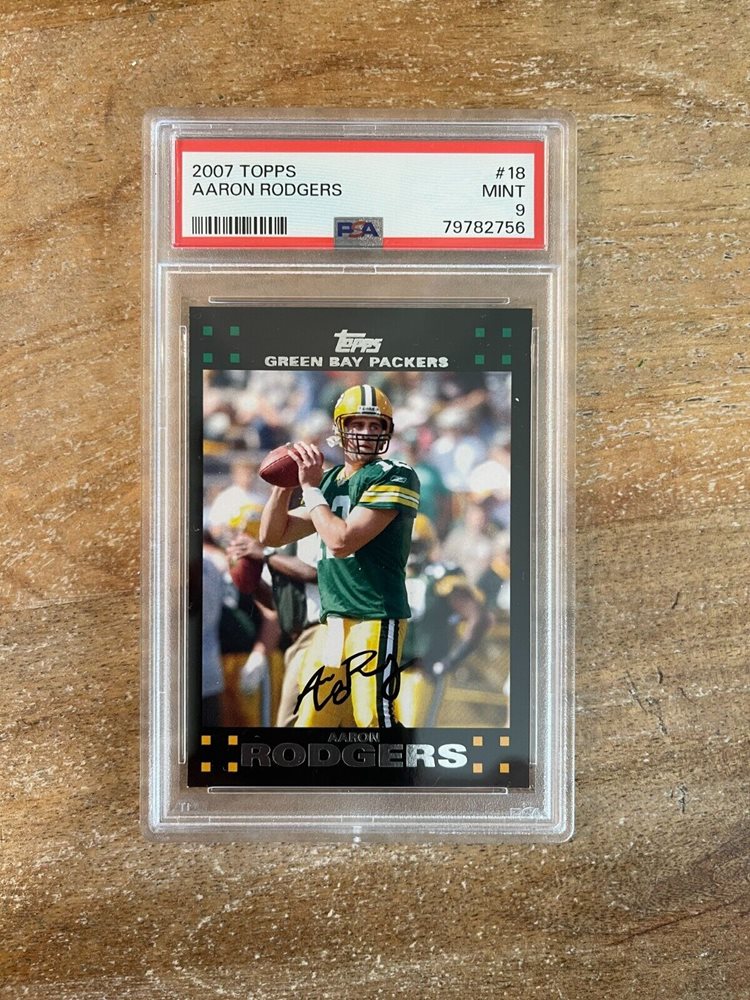 2007 TOPPS #18
AARON RODGERS MINT
9
PSA 79782756
Topps
GREEN BAY PACKERS
AARON
RODGERS